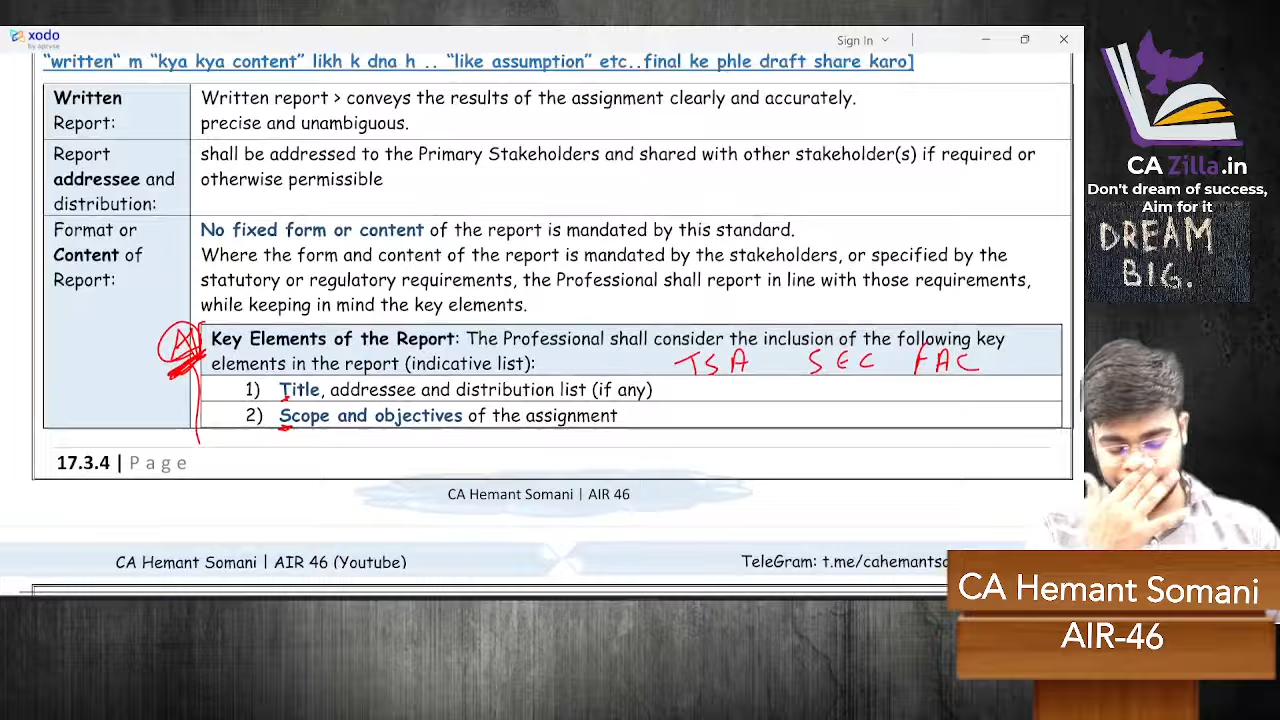 xodo
by apryse
Sign In
"written" m "kya kya content" likh k dna h .. "like assumption" etc..final ke phle draft share karo]
Written
Report:
Written report > conveys the results of the assignment clearly and accurately.
precise and unambiguous.
Report
addressee and
distribution:
shall be addressed to the Primary Stakeholders and shared with other stakeholder(s) if required or
otherwise permissible
Format or
Content of
Report:
No fixed form or content of the report is mandated by this standard.
Where the form and content of the report is mandated by the stakeholders, or specified by the
statutory or regulatory requirements, the Professional shall report in line with those requirements,
while keeping in mind the key elements.
A
Key Elements of the Report: The Professional shall consider the inclusion of the following key
elements in the report (indicative list):
TSA SEC FAC
1) Title, addressee and distribution list (if any)
2) Scope and objectives of the assignment
17.3.4 | Page
CA Hemant Somani | AIR 46
CA Hemant Somani | AIR 46 (Youtube)
TeleGram: t.me/cahemantso
CA Zilla.in
Don't dream of success,
Aim for it
DREAM
BIG.
CA Hemant Somani
AIR-46